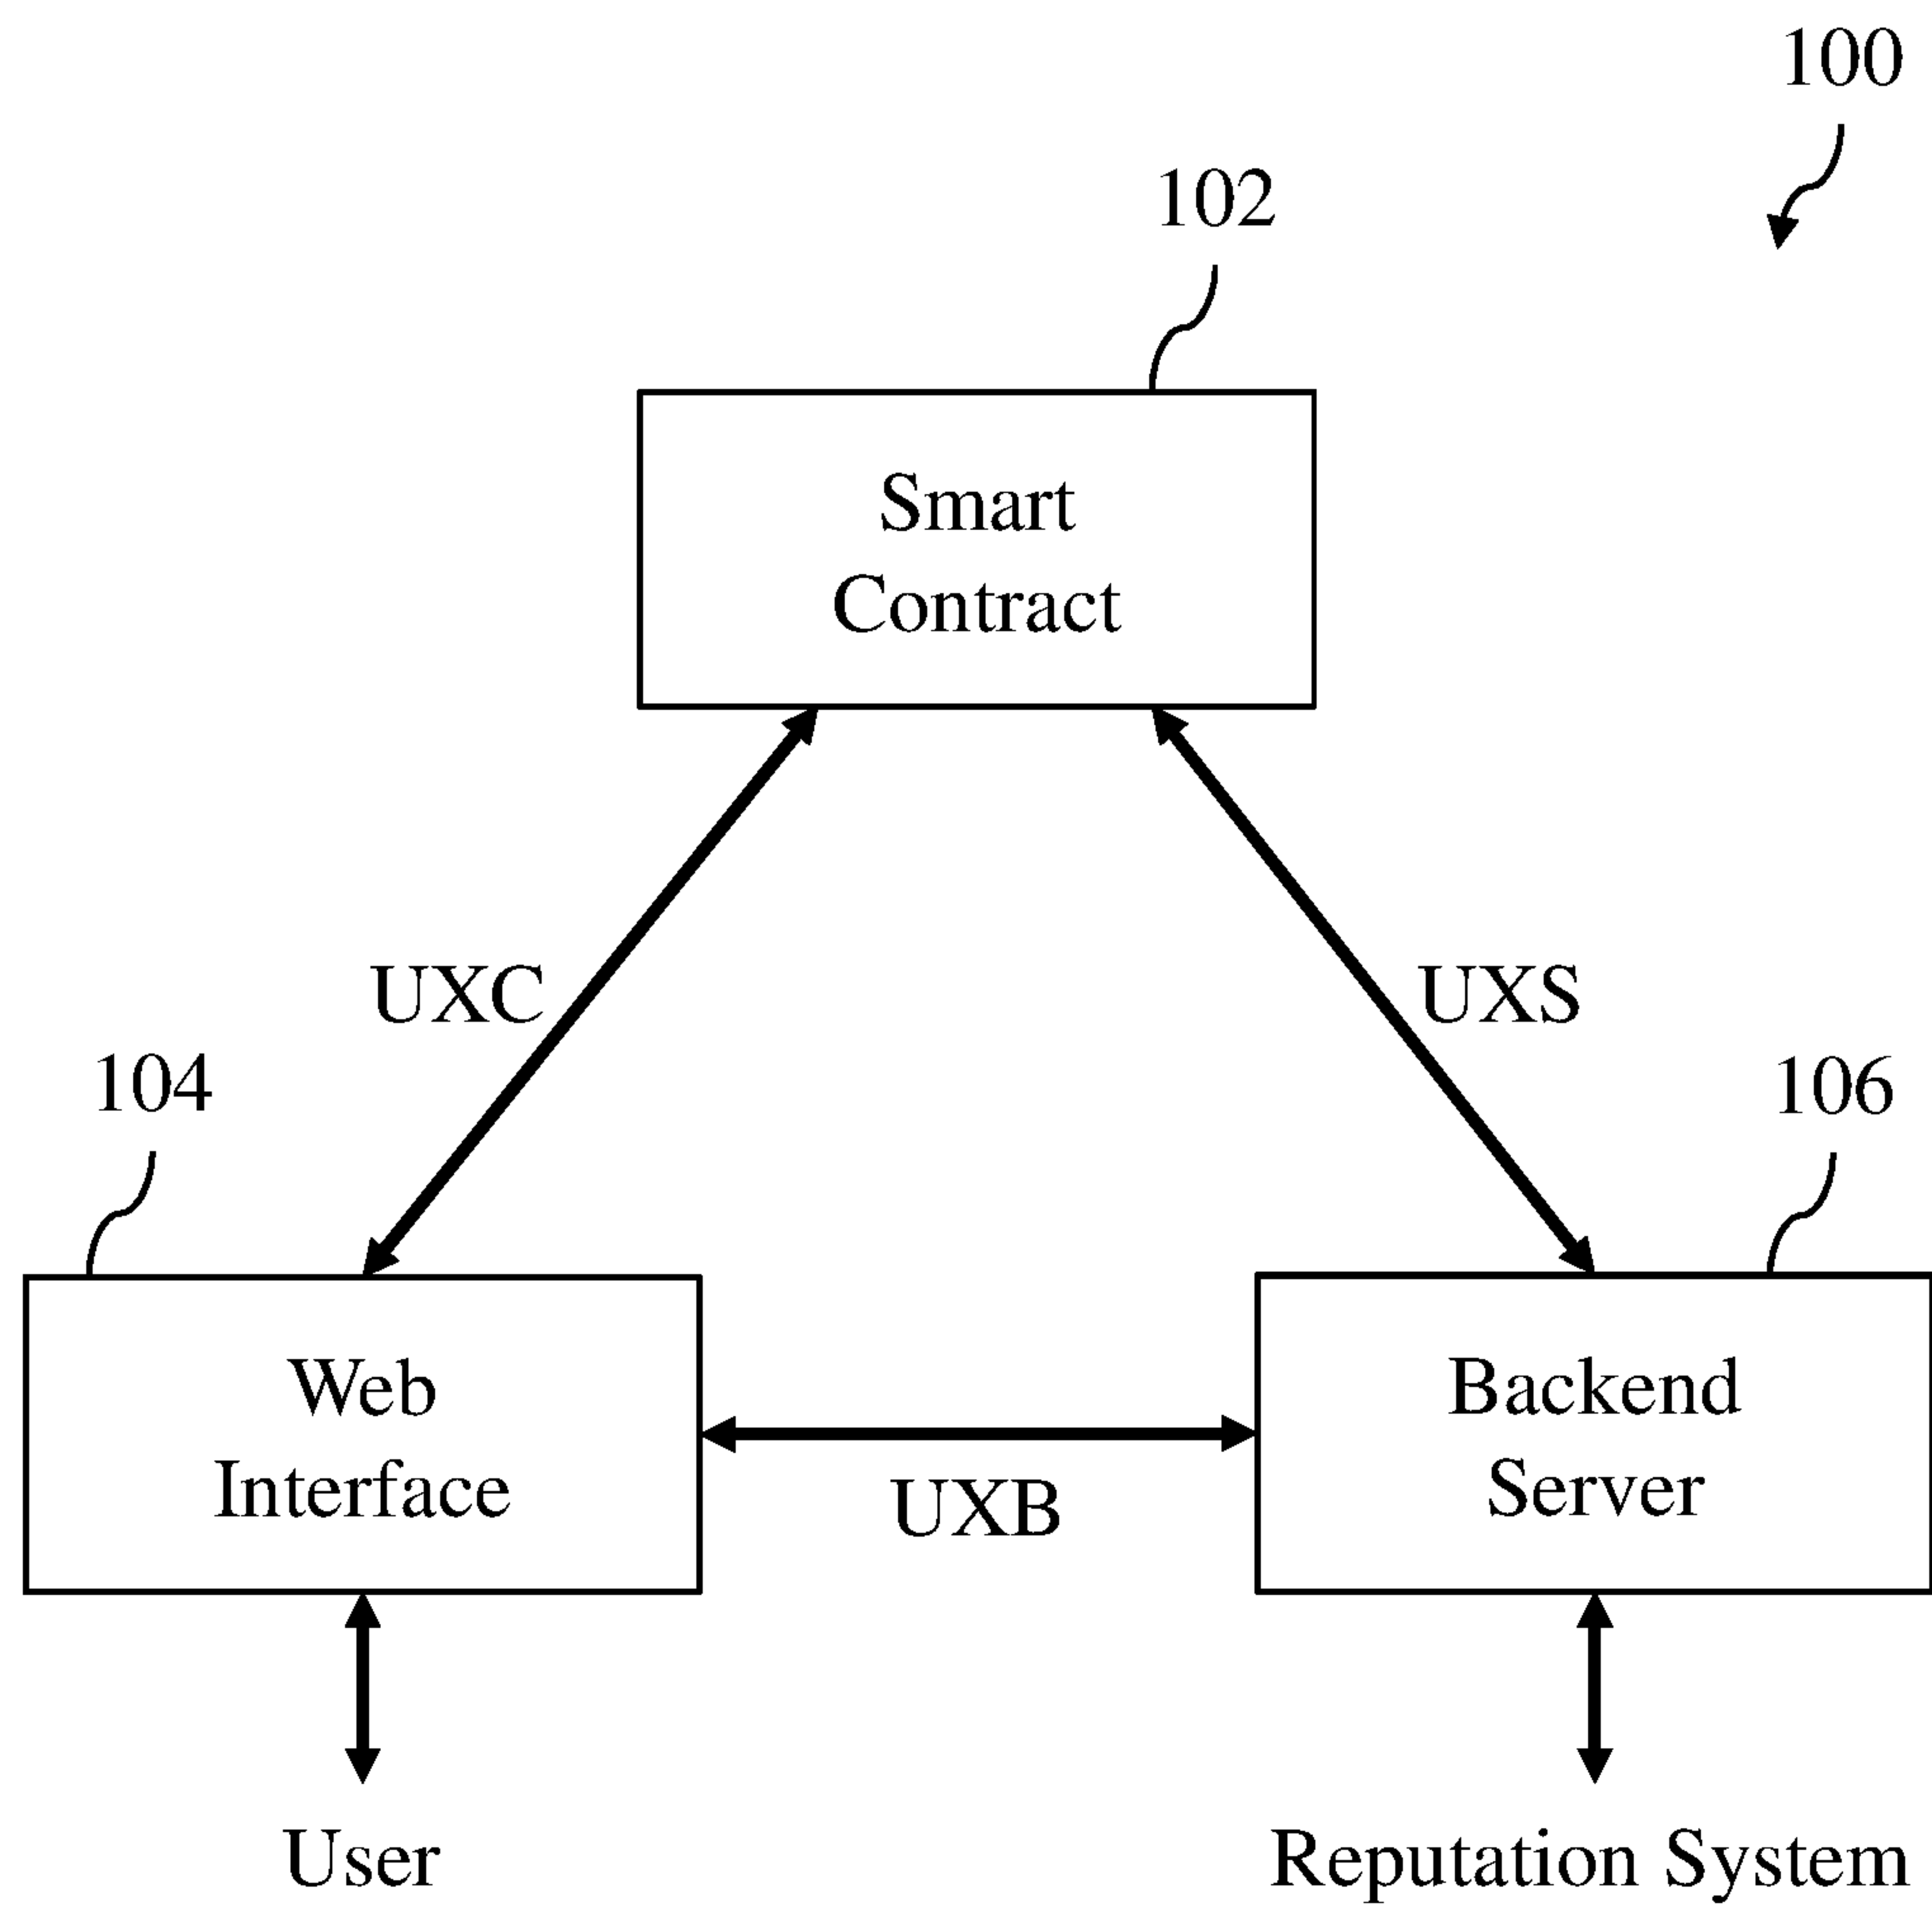 100
102
Smart
Contract
UXC
UXS
104
106
Web
Interface
Backend
Server
UXB
User
Reputation System